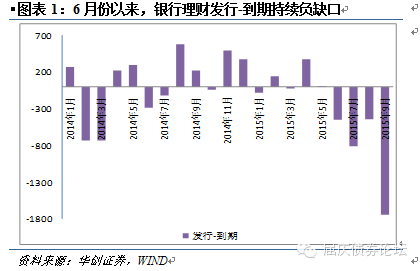 ▪图表 1：6 月份以来，银行理财发行-到期持续负缺口
700
200
-300
-800
-1300
-1800
2014年1月
2014年3月
2014年5月
2014年7月
2014年9月
2014年11月
2015年1月
2015年3月
2015年5月
2015年7月
2015年9月
发行-到期
屈庆债券论坛
资料来源：华创证券，WIND